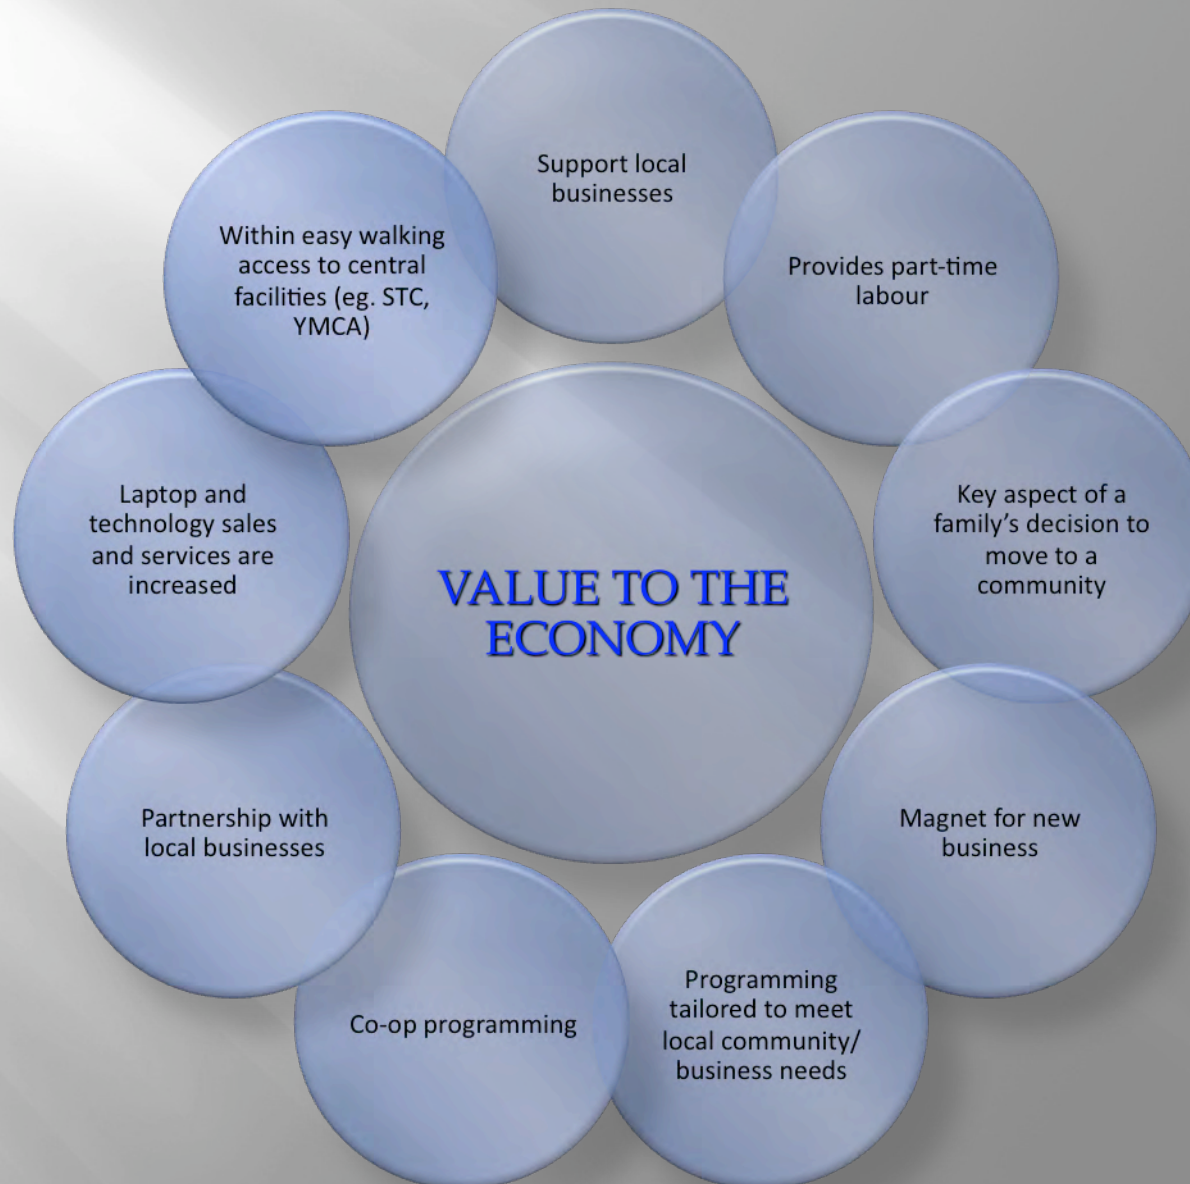 Support local
businesses
Provides part-time
labour
Key aspect of a
family’s decision to
move to a
community
Magnet for new
business
Programming
tailored to meet
local community/
business needs
Co-op programming
Partnership with
local businesses
Laptop and
technology sales
and services are
increased
Within easy walking
access to central
facilities (eg. STC,
YMCA)
VALUE TO THE
ECONOMY